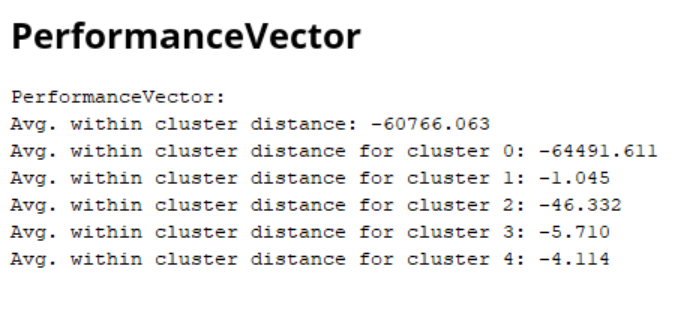 PerformanceVector
PerformanceVector:
Avg. within cluster distance: -60766.063
Avg. within cluster distance for cluster 0: -64491.611
Avg. within cluster distance for cluster 1: -1.045
Avg. within cluster distance for cluster 2: -46.332
Avg. within cluster distance for cluster 3: -5.710
Avg. within cluster distance for cluster 4: -4.114